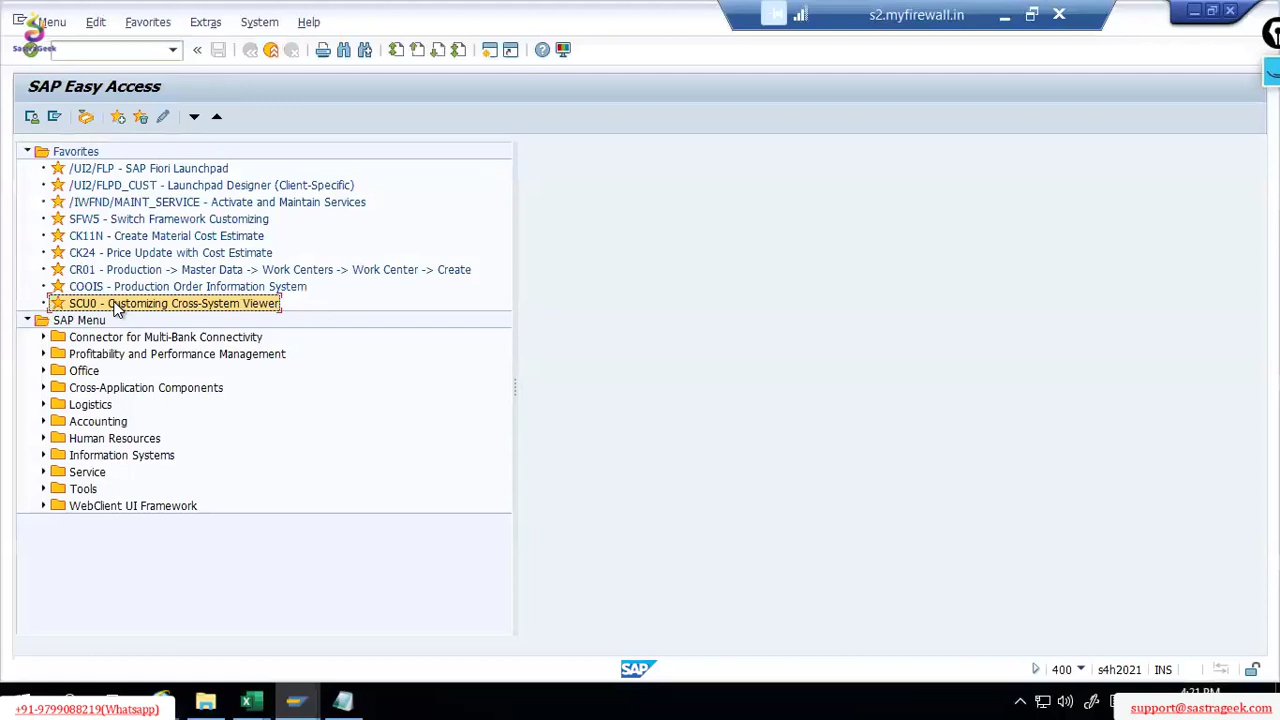 Menu Edit Favorites Extras System Help
s2.myfirewall.in
SastraGeek
SAP Easy Access
Favorites
/UI2/FLP - SAP Fiori Launchpad
/UI2/FLPD_CUST - Launchpad Designer (Client-Specific)
/IWFND/MAINT_SERVICE - Activate and Maintain Services
SFW5 - Switch Framework Customizing
CK11N - Create Material Cost Estimate
CK24 - Price Update with Cost Estimate
CR01 - Production -> Master Data -> Work Centers -> Work Center -> Create
COOIS - Production Order Information System
SCU0 - Customizing Cross-System Viewer
SAP Menu
Connector for Multi-Bank Connectivity
Profitability and Performance Management
Office
Cross-Application Components
Logistics
Accounting
Human Resources
Information Systems
Service
Tools
WebClient UI Framework
SAP
400 s4h2021 INS
4:21 PM
+91-9799088219(Whatsapp)
support@sastrageek.com